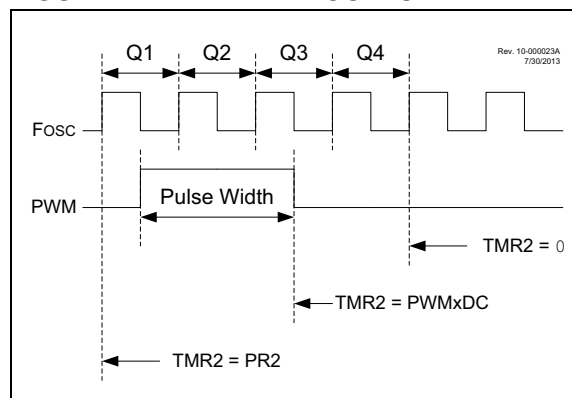 Q1 Q2 Q3 Q4
Rev. 10-000023A
7/30/2013
FOSC
PWM
Pulse Width
TMR2 = 0
TMR2 = PWMxDC
TMR2 = PR2